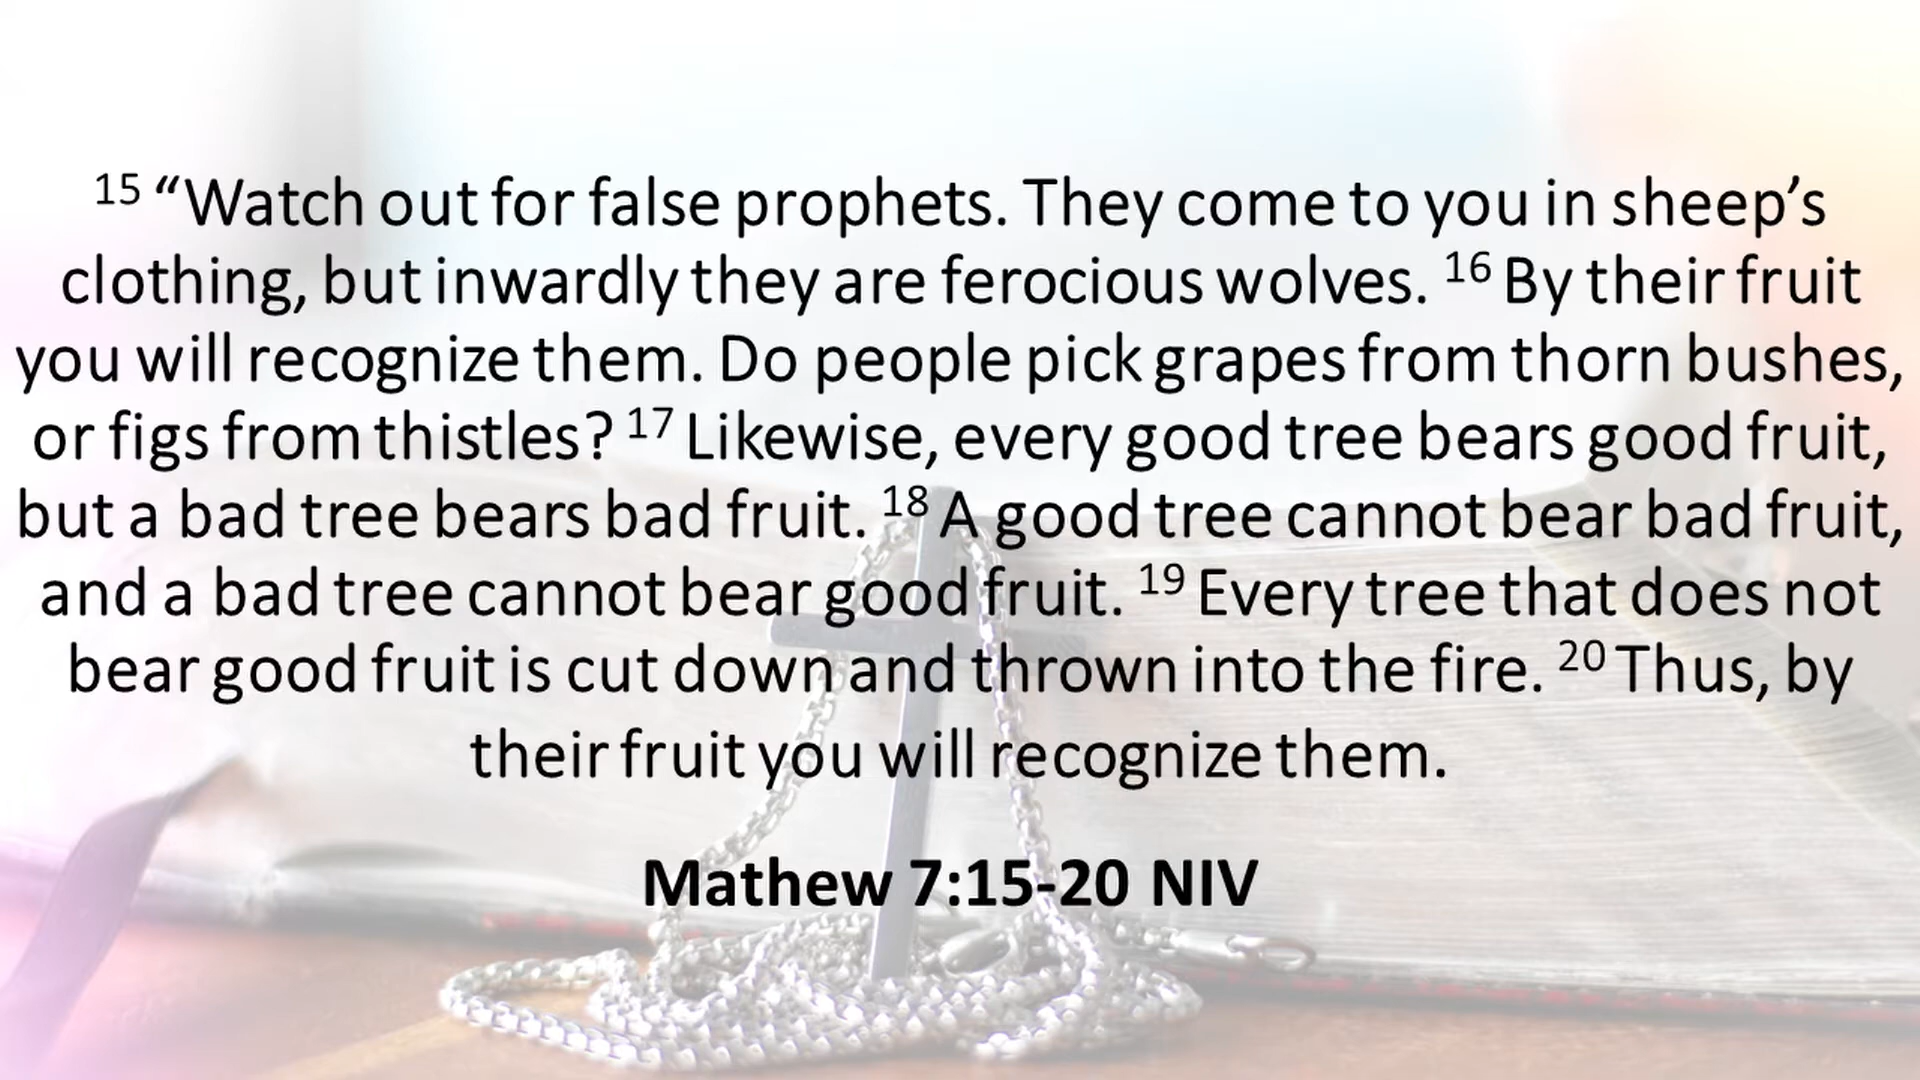 15 “Watch out for false prophets. They come to you in sheep’s
clothing, but inwardly they are ferocious wolves. 16 By their fruit
you will recognize them. Do people pick grapes from thorn bushes,
or figs from thistles? 17 Likewise, every good tree bears good fruit,
but a bad tree bears bad fruit. 18 A good tree cannot bear bad fruit,
and a bad tree cannot bear good fruit. 19 Every tree that does not
bear good fruit is cut down and thrown into the fire. 20 Thus, by
their fruit you will recognize them.
Mathew 7:15-20 NIV